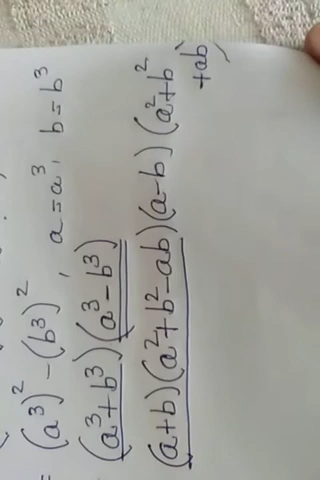 = (a³)² - (b³)², a = a³, b = b³
(a³ + b³) (a³ - b³)
(a+b) (a² + b² - ab) (a - b) (a² + b²
+ab)